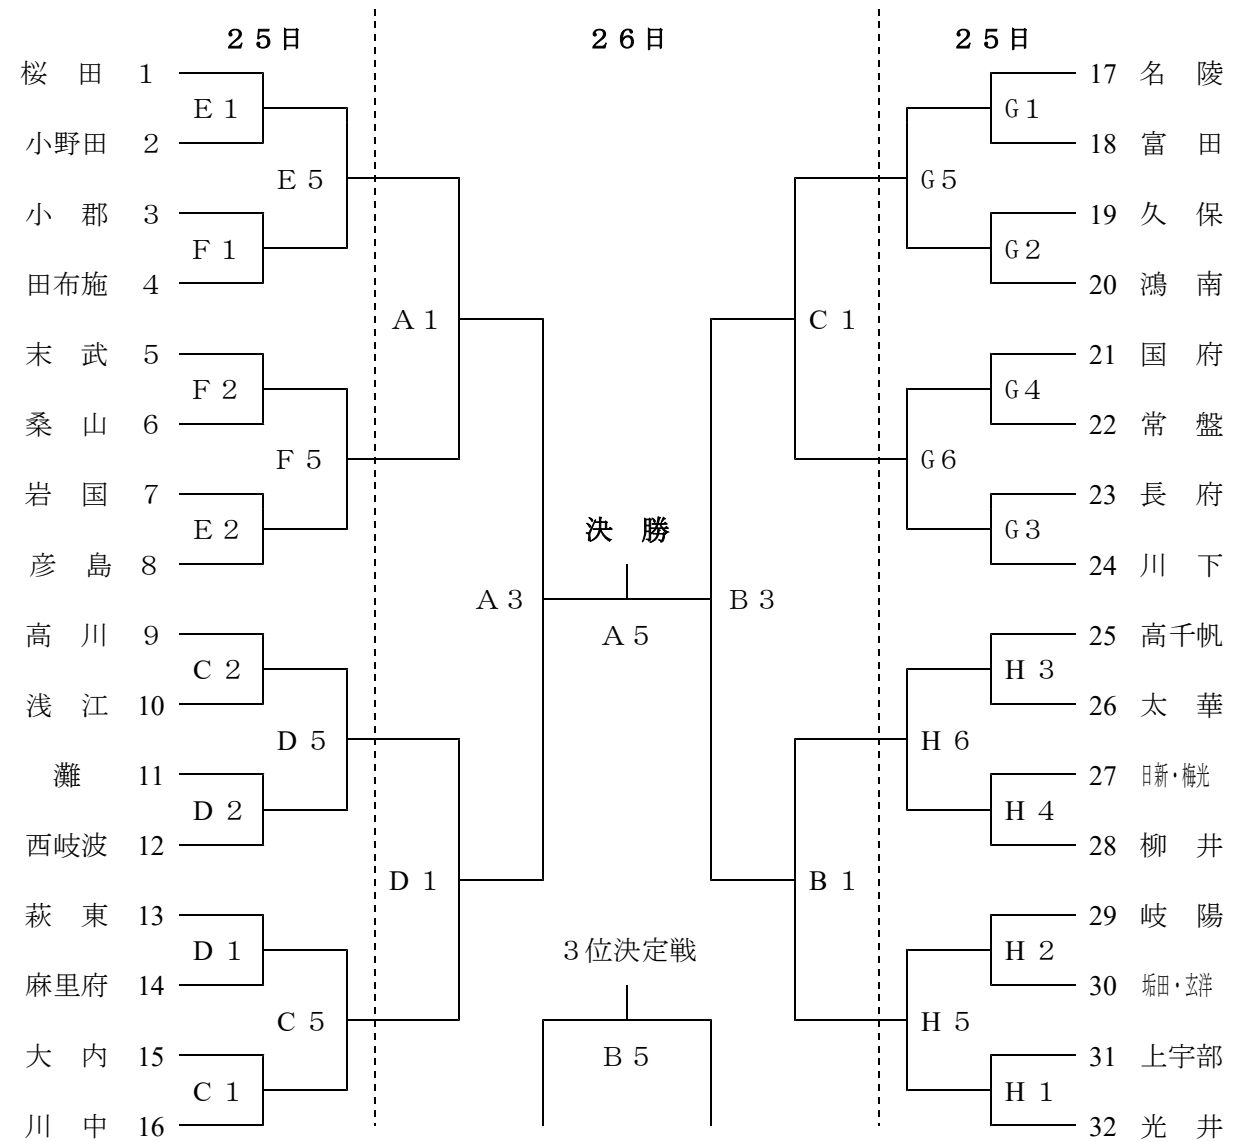 ２５日 ２６日 ２５日
桜　田 1 17 名　陵
E 1 G1
小野田 2 18 富　田
E 5 G5
小　郡 3 19 久　保
F 1 G2
田布施 4 20 鴻　南
A 1 C 1
末　武 5 21 国　府
F 2 G4
桑　山 6 22 常　盤
F 5 G6
岩　国 7 23 長　府
E 2 決　勝 G3
彦　島 8 24 川　下
A 3 B 3
高　川 9 A 5 25 高千帆
C 2 H 3
浅　江 10 26 太　華
D 5 H 6
灘 11 27 日新・梅光
D 2 H 4
西岐波 12 28 柳　井
D 1 B 1
萩　東 13 29 岐　陽
D 1 ３位決定戦 H 2
麻里府 14 30 垢田・玄洋
C 5 H 5
大　内 15 B 5 31 上宇部
C 1 H 1
川　中 16 32 光　井